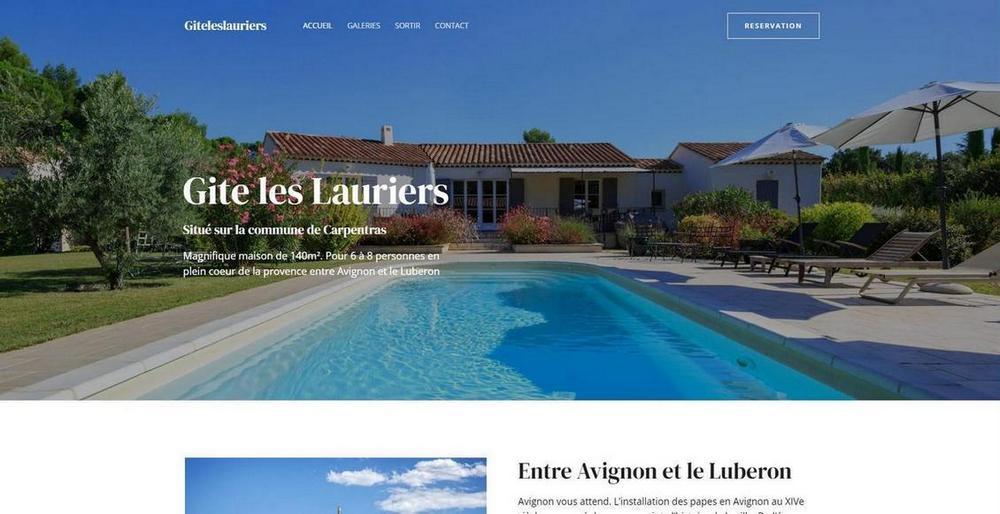 Giteleslauriers
ACCUEIL GALERIES SORTIR CONTACT
RESERVATION
Gite les Lauriers
Situé sur la commune de Carpentras
Magnifique maison de 140m². Pour 6 à 8 personnes en
plein coeur de la provence entre Avignon et le Luberon
Entre Avignon et le Luberon
Avignon vous attend. L'installation des papes en Avignon au XIVe